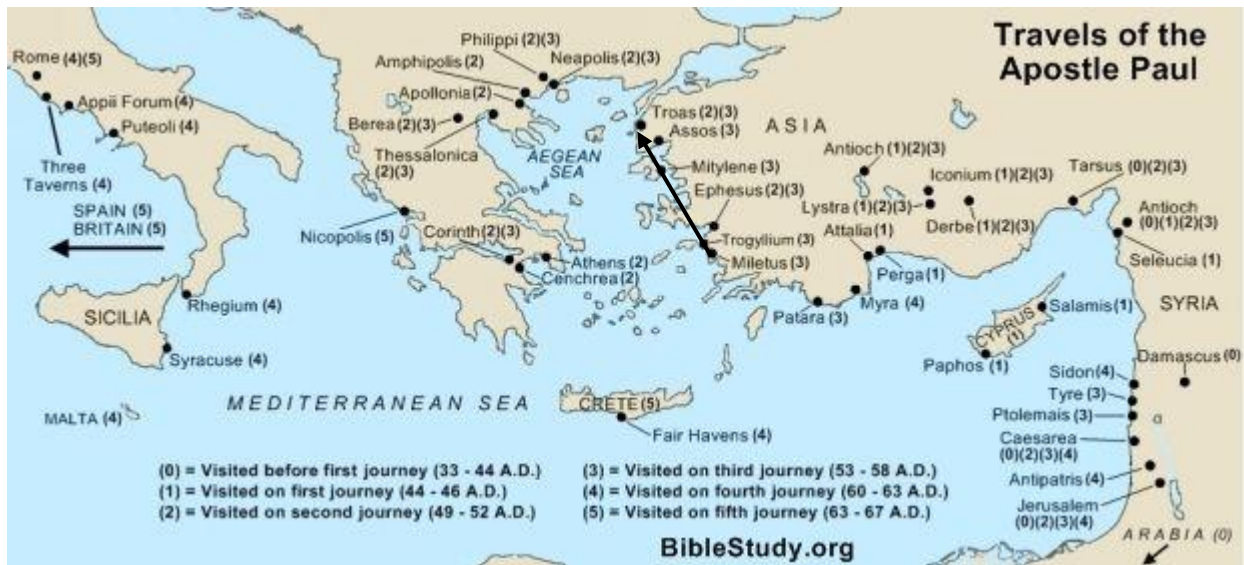 Travels of the
Apostle Paul
Rome (4)(5)
Appii Forum (4)
Puteoli (4)
Three
Taverns (4)
SPAIN (5)
BRITAIN (5)
Rhegium (4)
SICILIA
Syracuse (4)
MALTA (4)
Philippi (2)(3)
Neapolis (2)(3)
Amphipolis (2)
Apollonia (2)
Berea (2)(3)
Thessalonica
(2)(3)
AEGEAN
SEA
Nicopolis (5)
Corinth (2)(3)
Athens (2)
Cenchrea (2)
Troas (2)(3)
Assos (3)
ASIA
Mitylene (3)
Ephesus (2)(3)
Trogyllium (3)
Miletus (3)
Antioch (1)(2)(3)
Iconium (1)(2)(3)
Lystra (1)(2)(3)
Derbe (1)(2)(3)
Tarsus (0)(2)(3)
Antioch
(0)(1)(2)(3)
Seleucia (1)
Attalia (1)
Perga (1)
Myra (4)
Patara (3)
SYRIA
Salamis (1)
CYPRUS
(1)
Paphos (1)
Damascus (0)
Sidon (4)
Tyre (3)
Ptolemais (3)
Caesarea
(0)(2)(3)(4)
Antipatris (4)
Jerusalem
(0)(2)(3)(4)
ARABIA (0)
MEDITERRANEAN SEA
CRETE (5)
Fair Havens (4)
(0) = Visited before first journey (33 - 44 A.D.)
(1) = Visited on first journey (44 - 46 A.D.)
(2) = Visited on second journey (49 - 52 A.D.)
(3) = Visited on third journey (53 - 58 A.D.)
(4) = Visited on fourth journey (60 - 63 A.D.)
(5) = Visited on fifth journey (63 - 67 A.D.)
BibleStudy.org